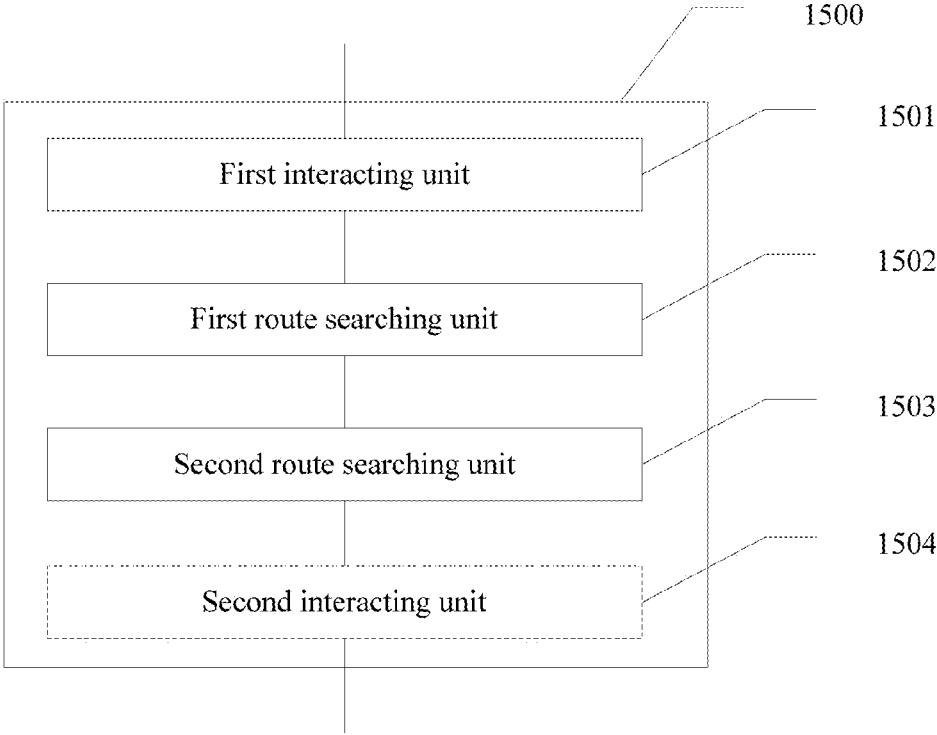 1500
First interacting unit
1501
First route searching unit
1502
Second route searching unit
1503
Second interacting unit
1504